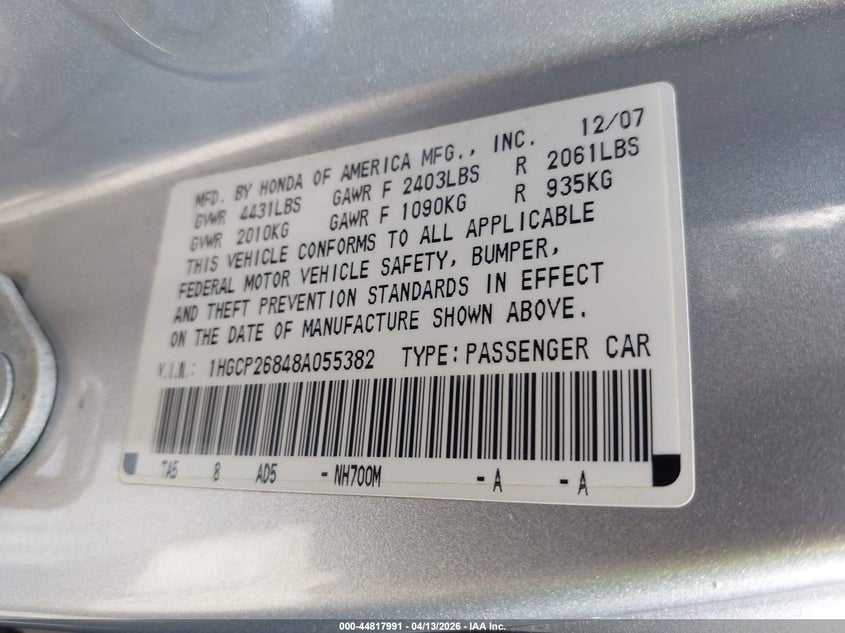 MFD. BY HONDA OF AMERICA MFG., INC. 12/07
GVWR 4431LBS GAWR F 2403LBS R 2061LBS
GVWR 2010KG GAWR F 1090KG R 935KG
THIS VEHICLE CONFORMS TO ALL APPLICABLE
FEDERAL MOTOR VEHICLE SAFETY, BUMPER,
AND THEFT PREVENTION STANDARDS IN EFFECT
ON THE DATE OF MANUFACTURE SHOWN ABOVE.
V.I.N.: 1HGCP26848A055382 TYPE: PASSENGER CAR
TA5 8 AD5 - NH700M - A - A
000-44817991 - 04/13/2026 - IAA Inc.